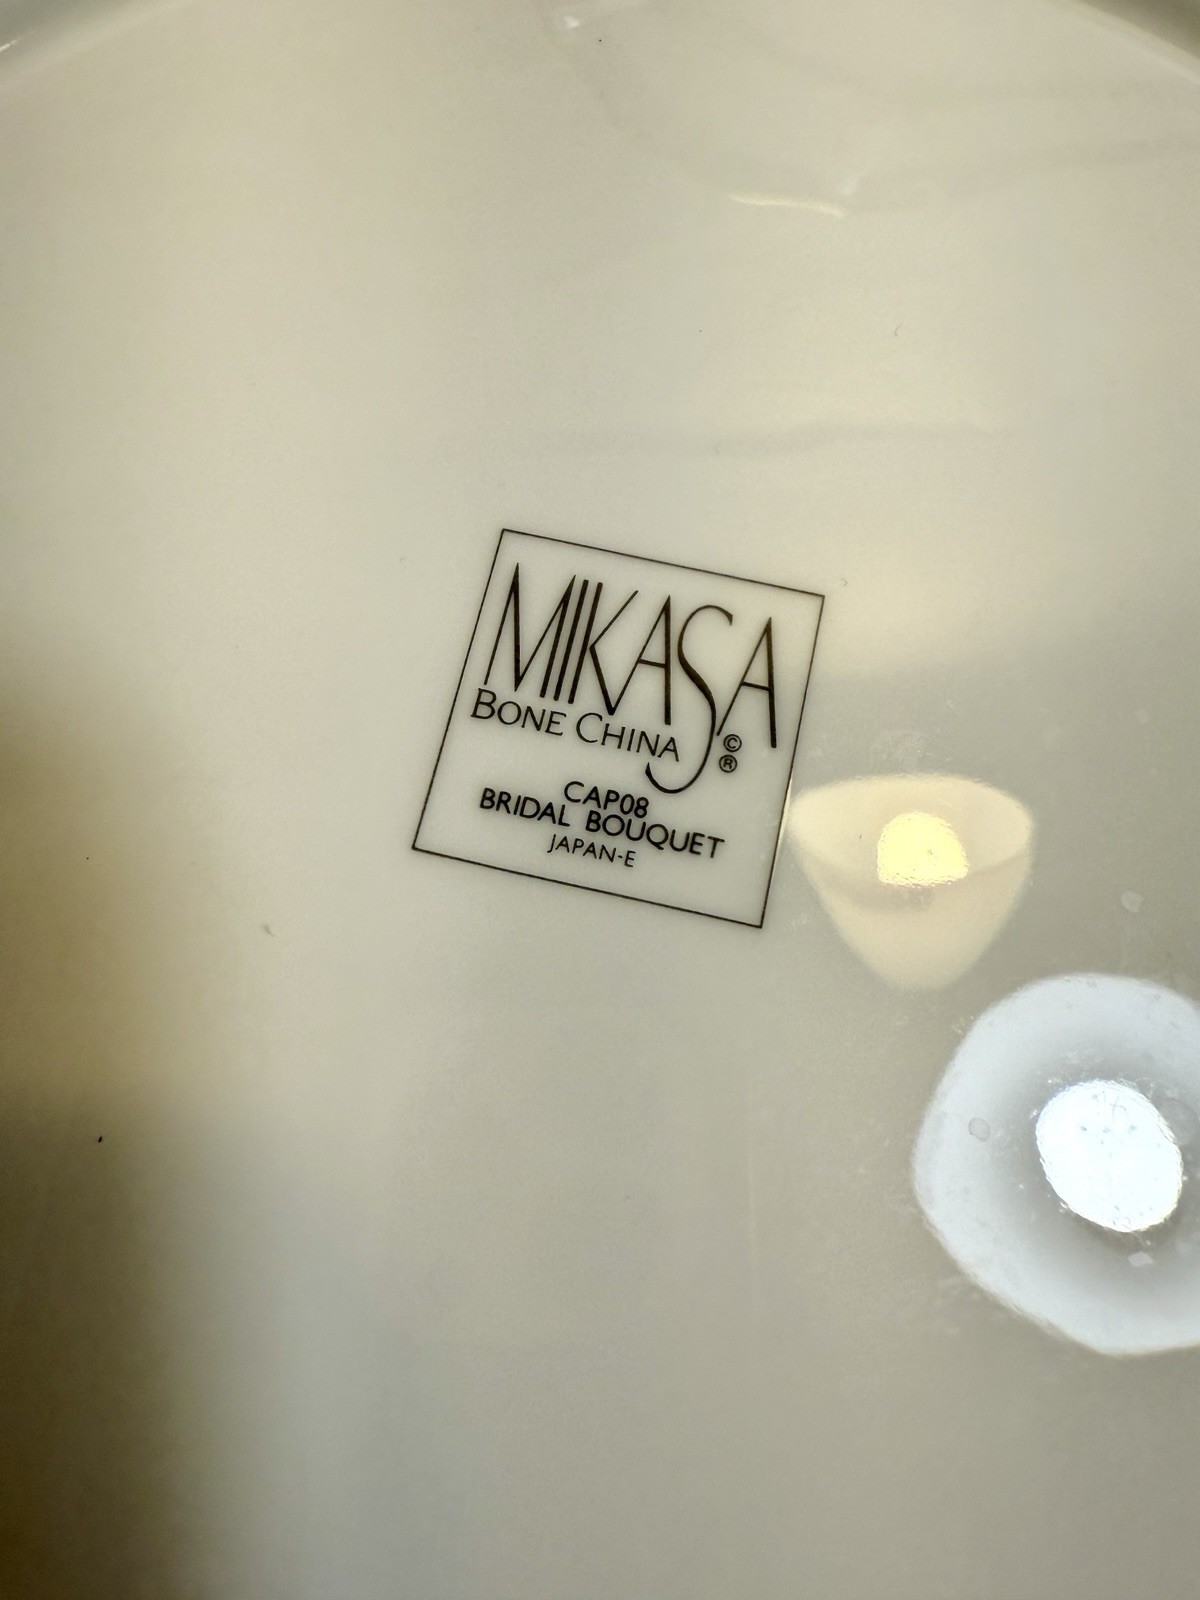 MIKASA
BONE CHINA
©
®
CAP08
BRIDAL BOUQUET
JAPAN-E